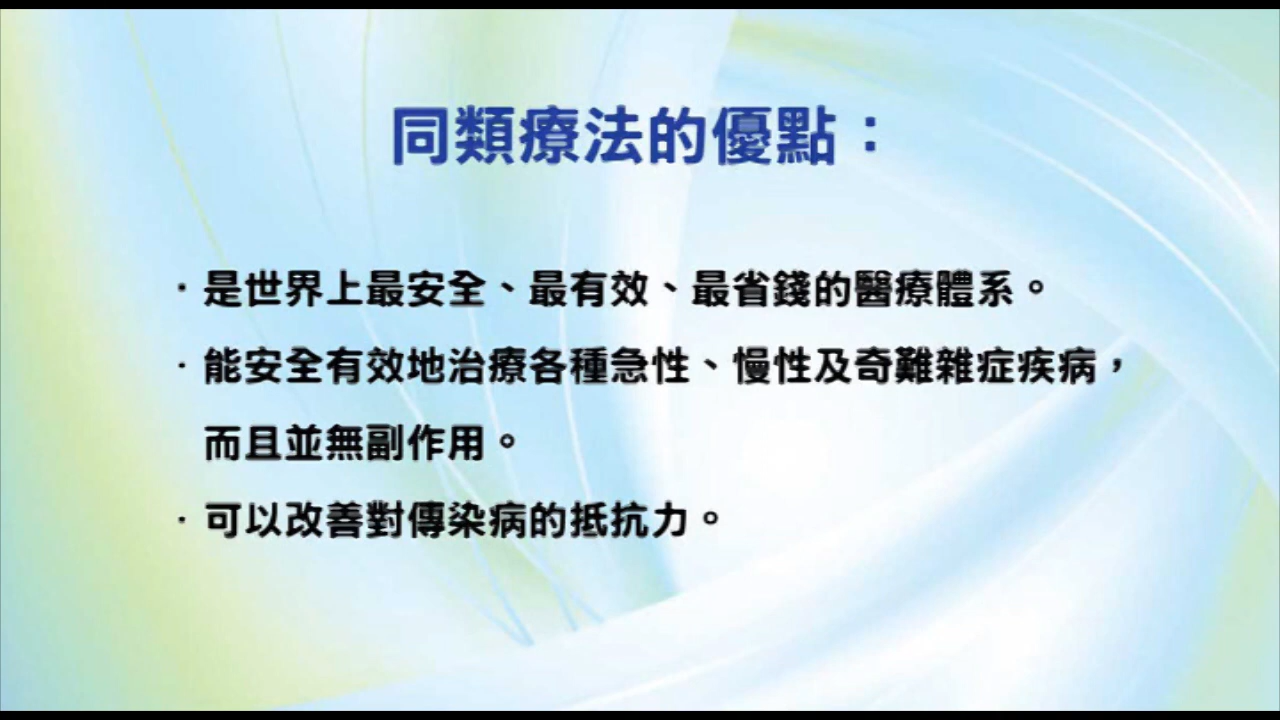 同類療法的優點：
·是世界上最安全、最有效、最省錢的醫療體系。
·能安全有效地治療各種急性、慢性及奇難雜症疾病，
而且並無副作用。
·可以改善對傳染病的抵抗力。